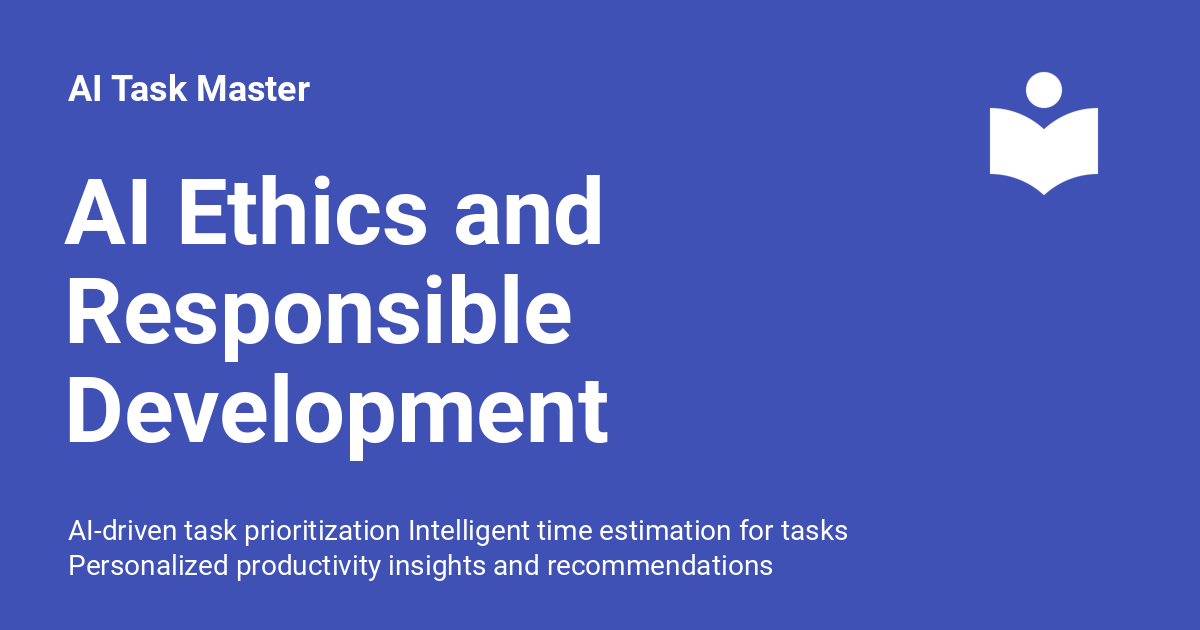 AI Task Master
AI Ethics and
Responsible
Development
AI-driven task prioritization Intelligent time estimation for tasks
Personalized productivity insights and recommendations